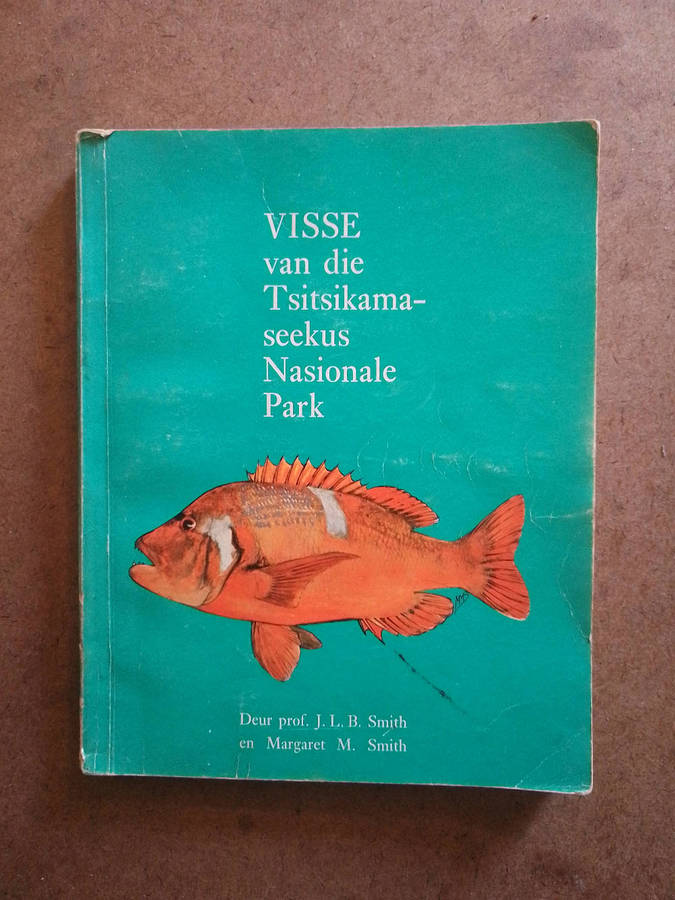 VISSE
van die
Tsitsikama-
seekus
Nasionale
Park
Deur prof. J. L. B. Smith
en Margaret M. Smith